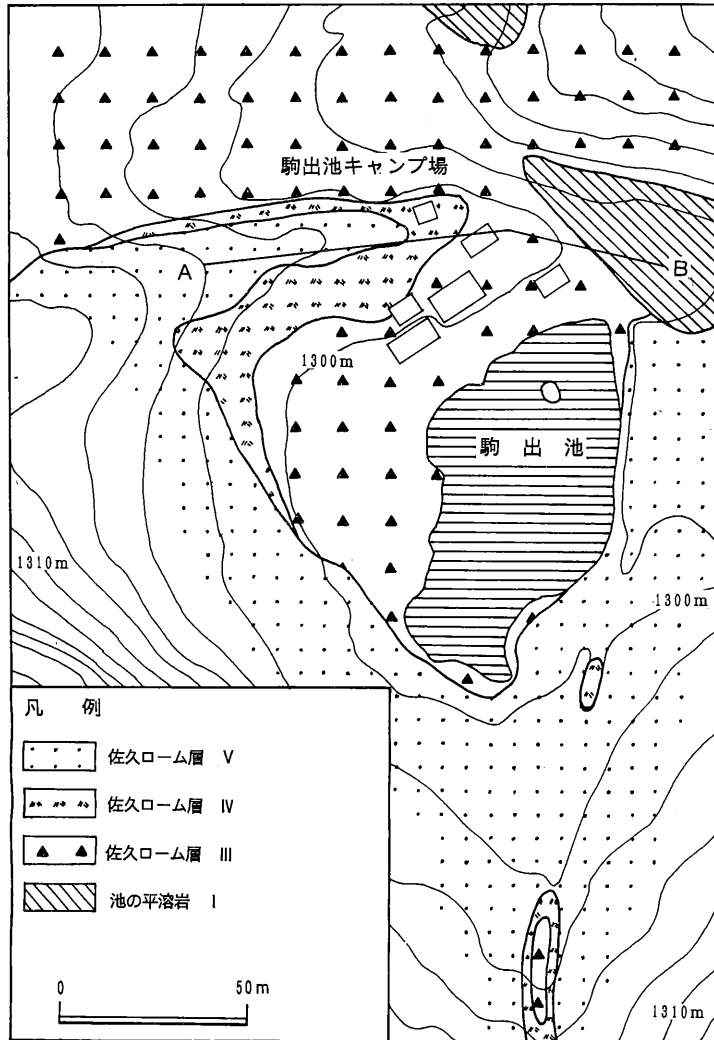 駒出池キャンプ場
A
B
1300m
駒 出 池
1310m
1300m
凡 例
佐久ローム層 V
佐久ローム層 IV
佐久ローム層 III
池の平溶岩 I
0 50m
1310m